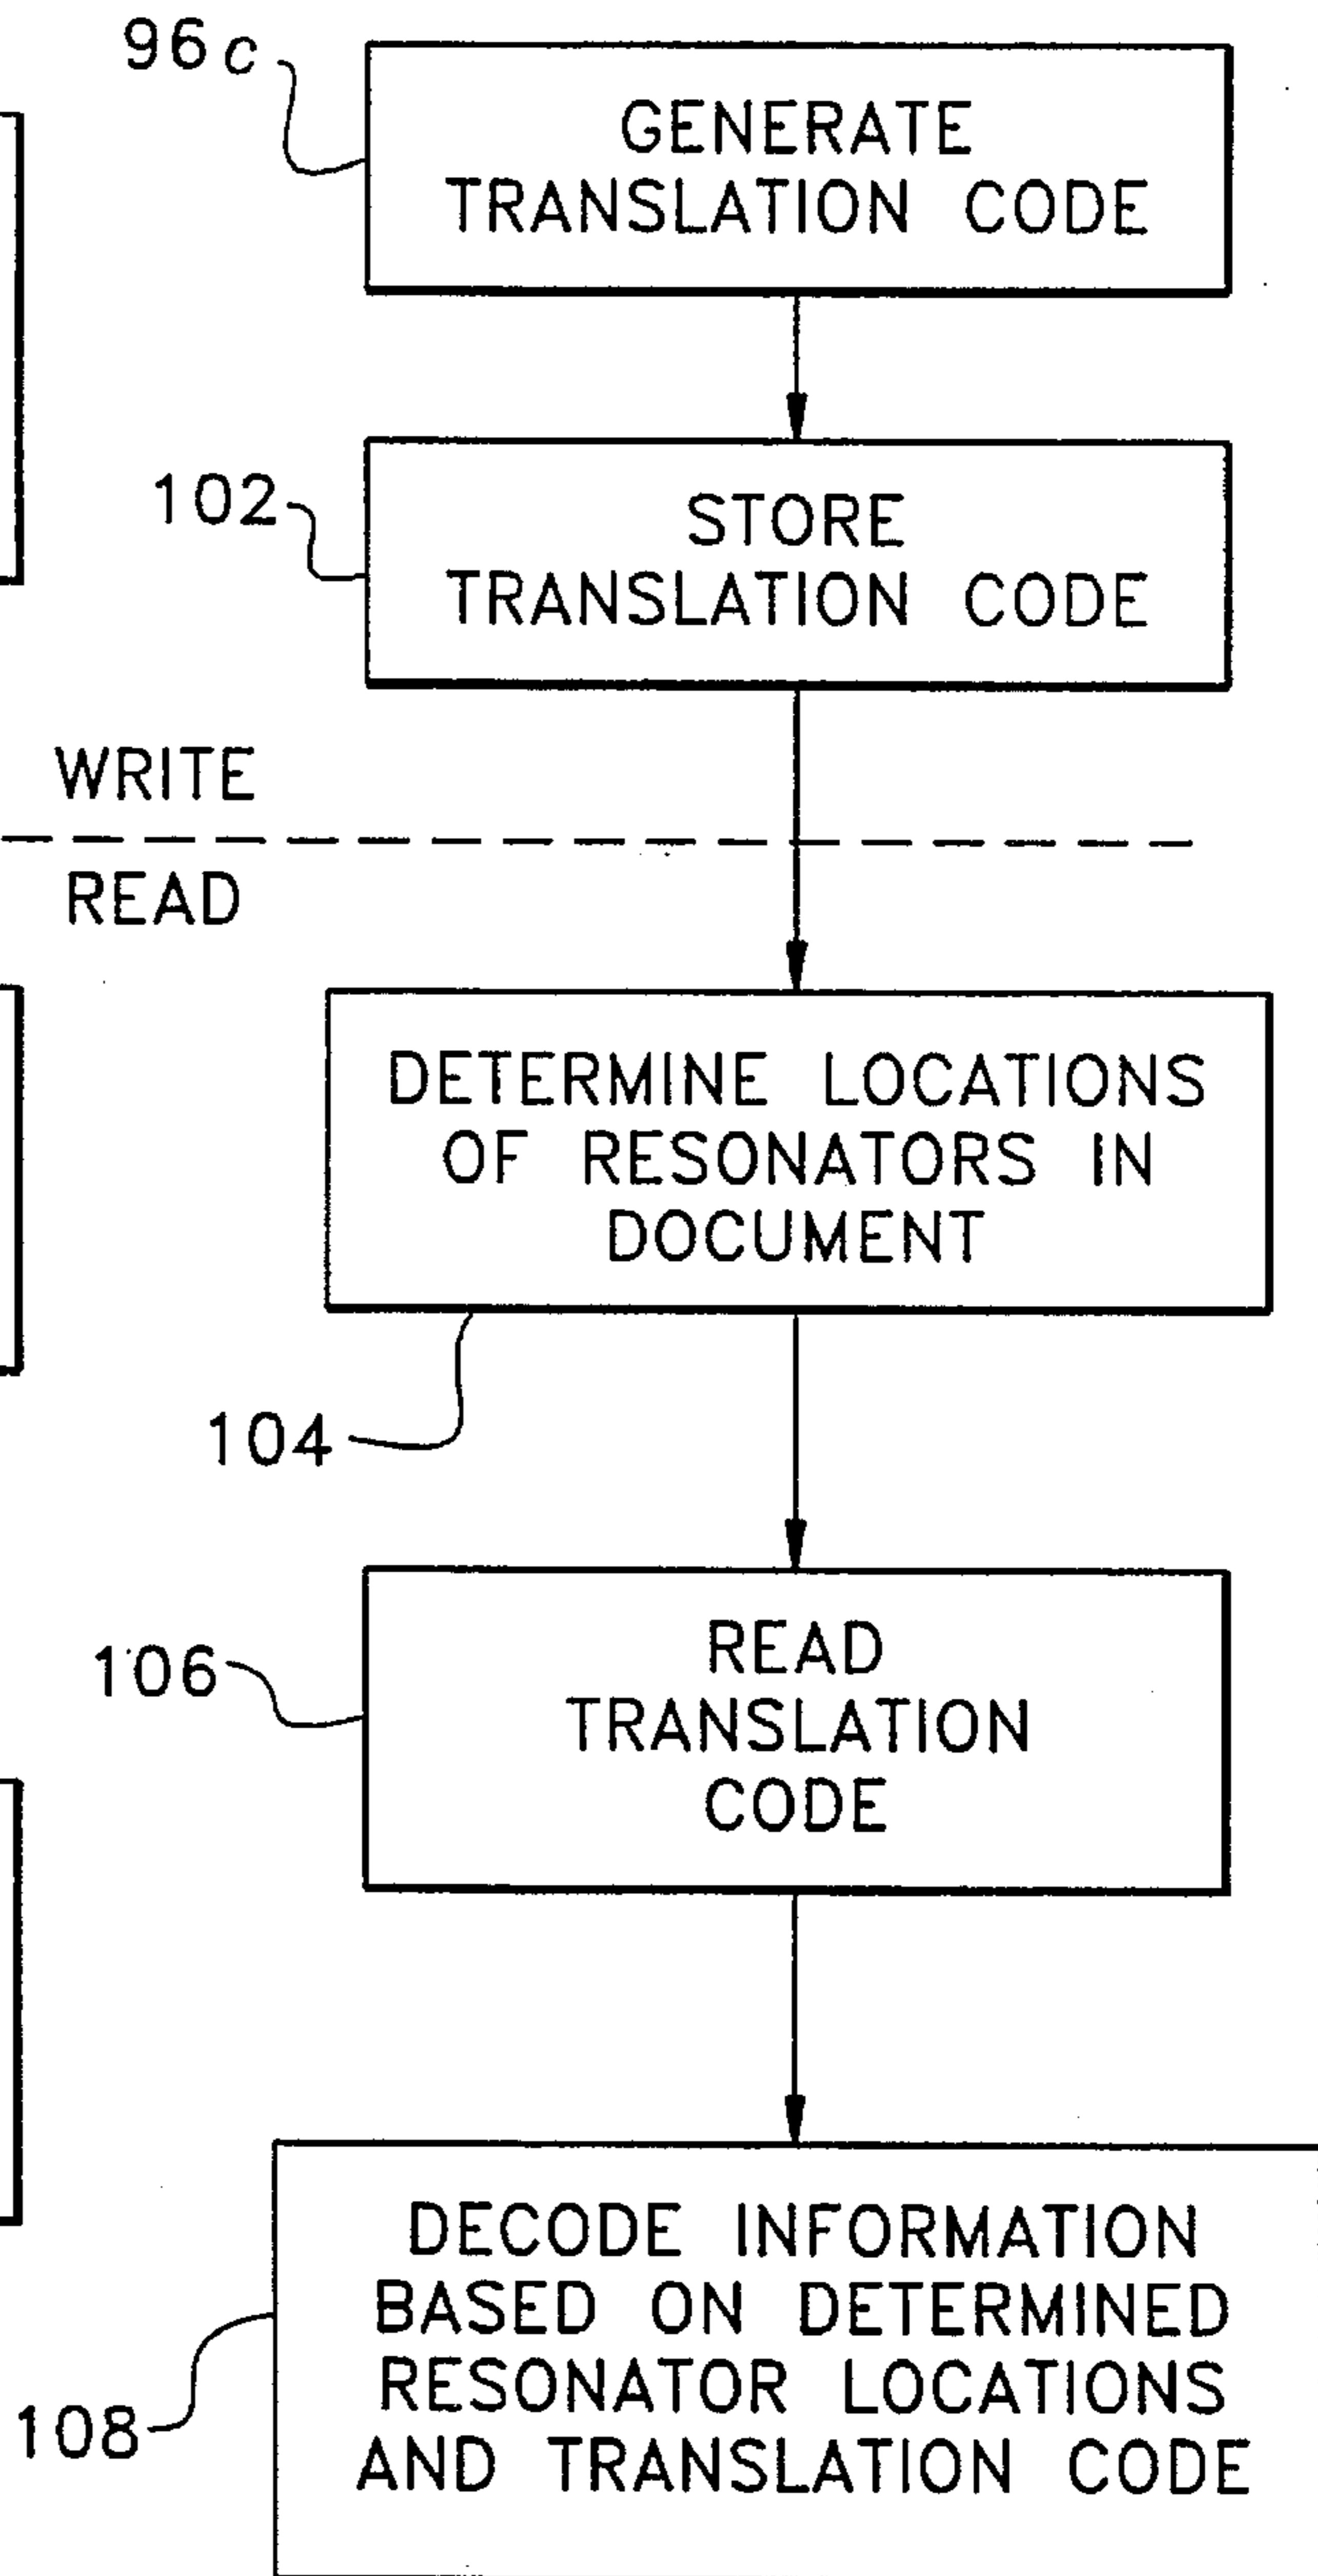 96c
GENERATE
TRANSLATION CODE
102
STORE
TRANSLATION CODE
WRITE
READ
DETERMINE LOCATIONS
OF RESONATORS IN
DOCUMENT
104
106
READ
TRANSLATION
CODE
108
DECODE INFORMATION
BASED ON DETERMINED
RESONATOR LOCATIONS
AND TRANSLATION CODE